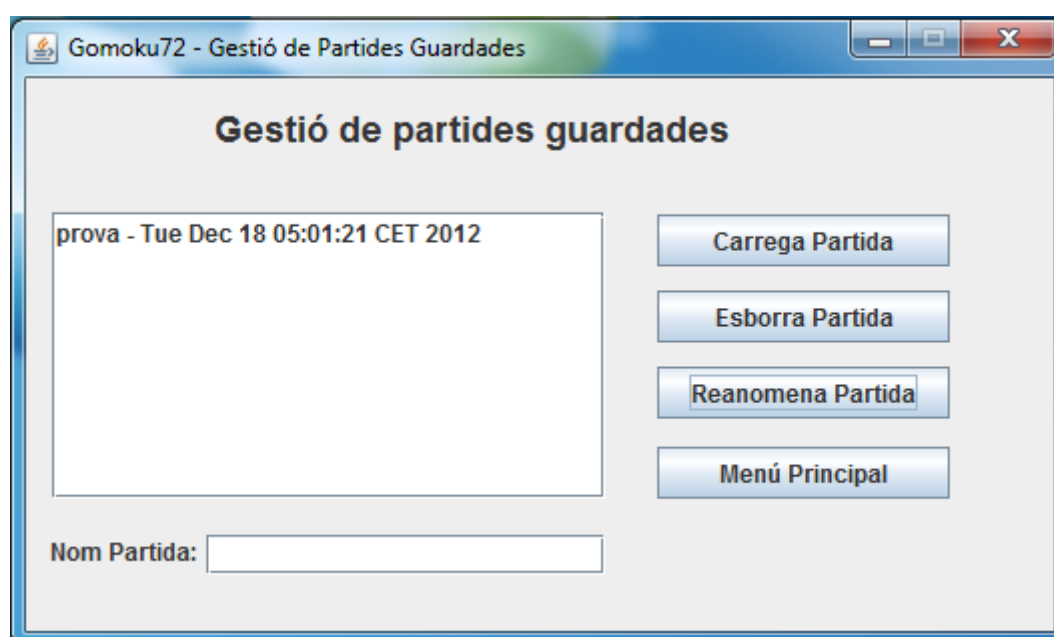 Gomoku72 - Gestió de Partides Guardades
Gestió de partides guardades
prova - Tue Dec 18 05:01:21 CET 2012
Carrega Partida
Esborra Partida
Reanomena Partida
Menú Principal
Nom Partida: